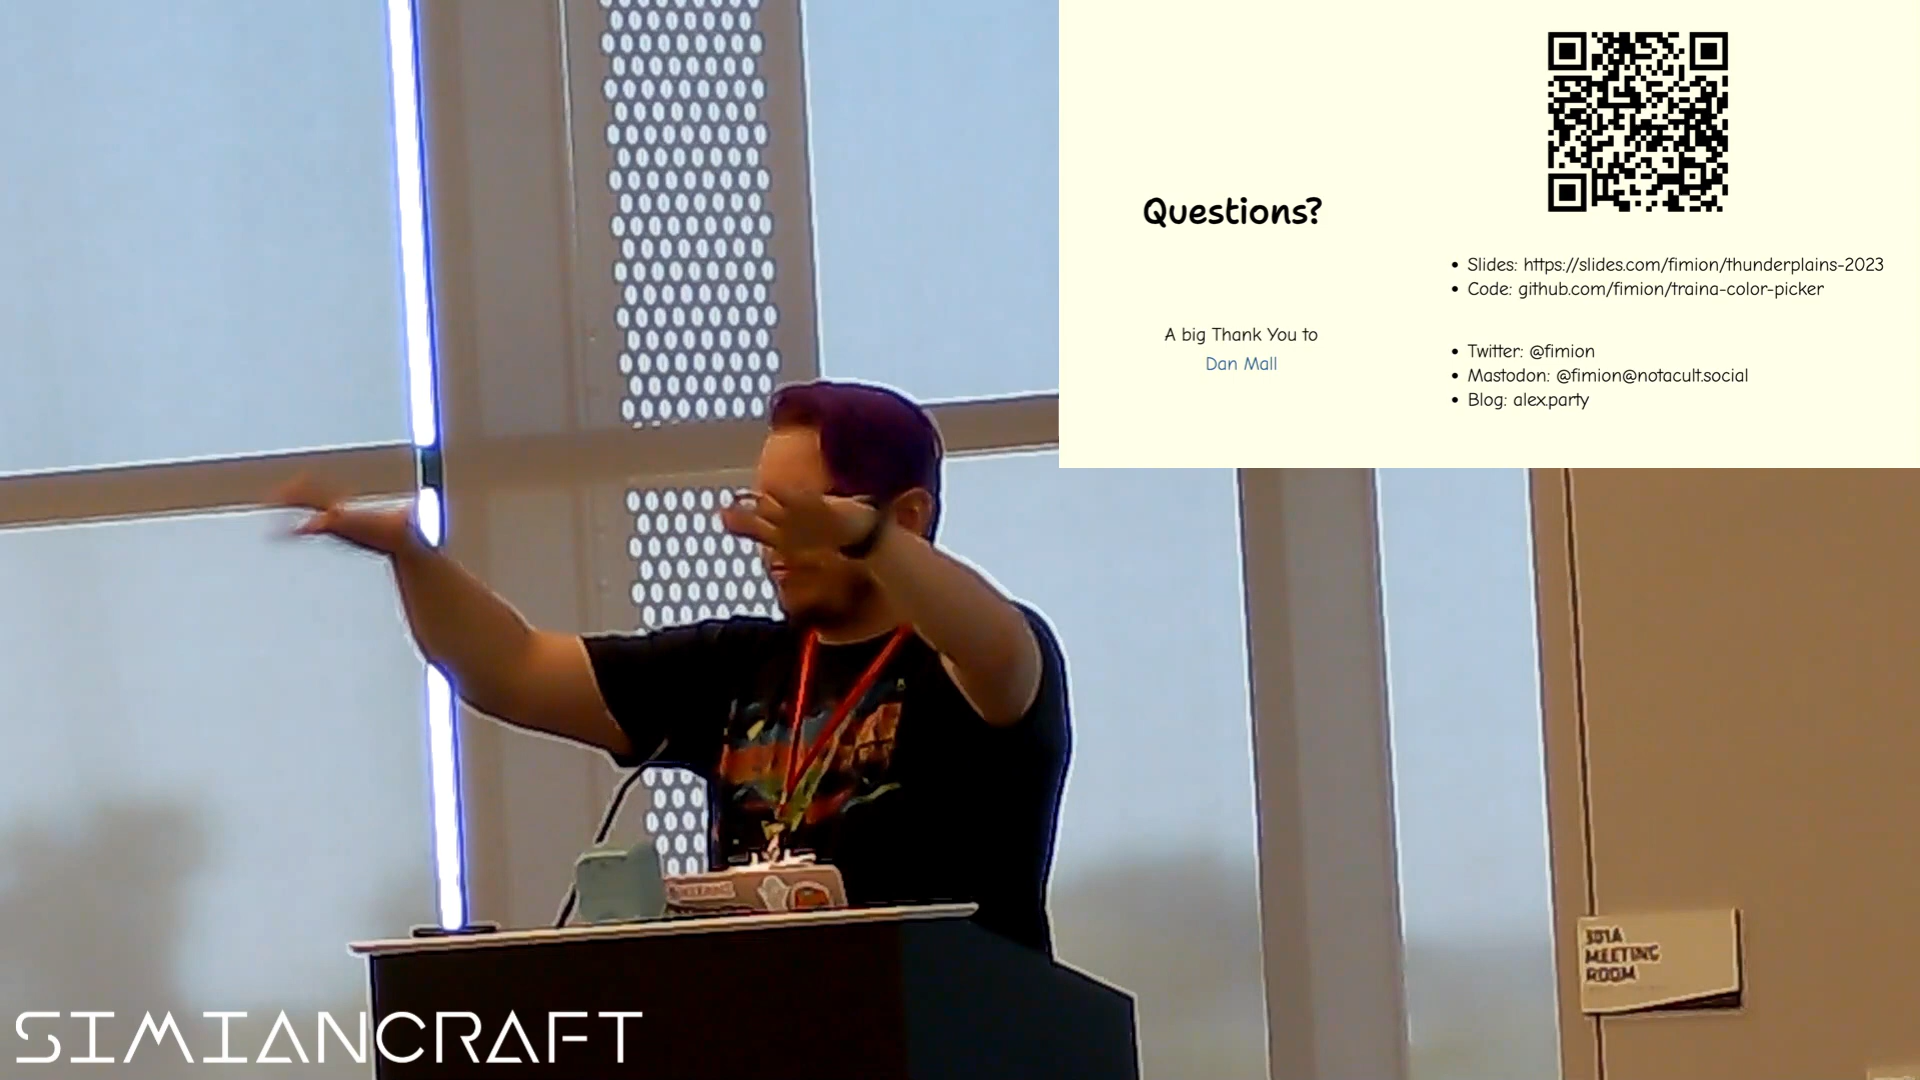 Questions?
A big Thank You to
Dan Mall
• Slides: https://slides.com/fimion/thunderplains-2023
• Code: github.com/fimion/traina-color-picker
• Twitter: @fimion
• Mastodon: @fimion@notacult.social
• Blog: alex.party
301A
MEETING
ROOM
SIMIANCRAFT